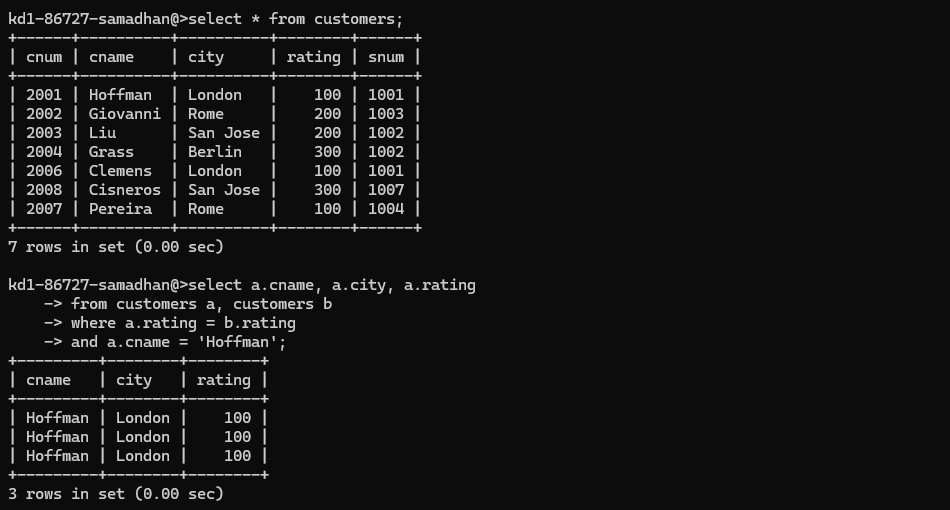 kd1-86727-samadhan@>select * from customers;
+------+----------+----------+--------+------+
| cnum | cname    | city     | rating | snum |
+------+----------+----------+--------+------+
| 2001 | Hoffman  | London   |    100 | 1001 |
| 2002 | Giovanni | Rome     |    200 | 1003 |
| 2003 | Liu      | San Jose |    200 | 1002 |
| 2004 | Grass    | Berlin   |    300 | 1002 |
| 2006 | Clemens  | London   |    100 | 1001 |
| 2008 | Cisneros | San Jose |    300 | 1007 |
| 2007 | Pereira  | Rome     |    100 | 1004 |
+------+----------+----------+--------+------+
7 rows in set (0.00 sec)

kd1-86727-samadhan@>select a.cname, a.city, a.rating
    -> from customers a, customers b
    -> where a.rating = b.rating
    -> and a.cname = 'Hoffman';
+---------+--------+--------+
| cname   | city   | rating |
+---------+--------+--------+
| Hoffman | London |    100 |
| Hoffman | London |    100 |
| Hoffman | London |    100 |
+---------+--------+--------+
3 rows in set (0.00 sec)